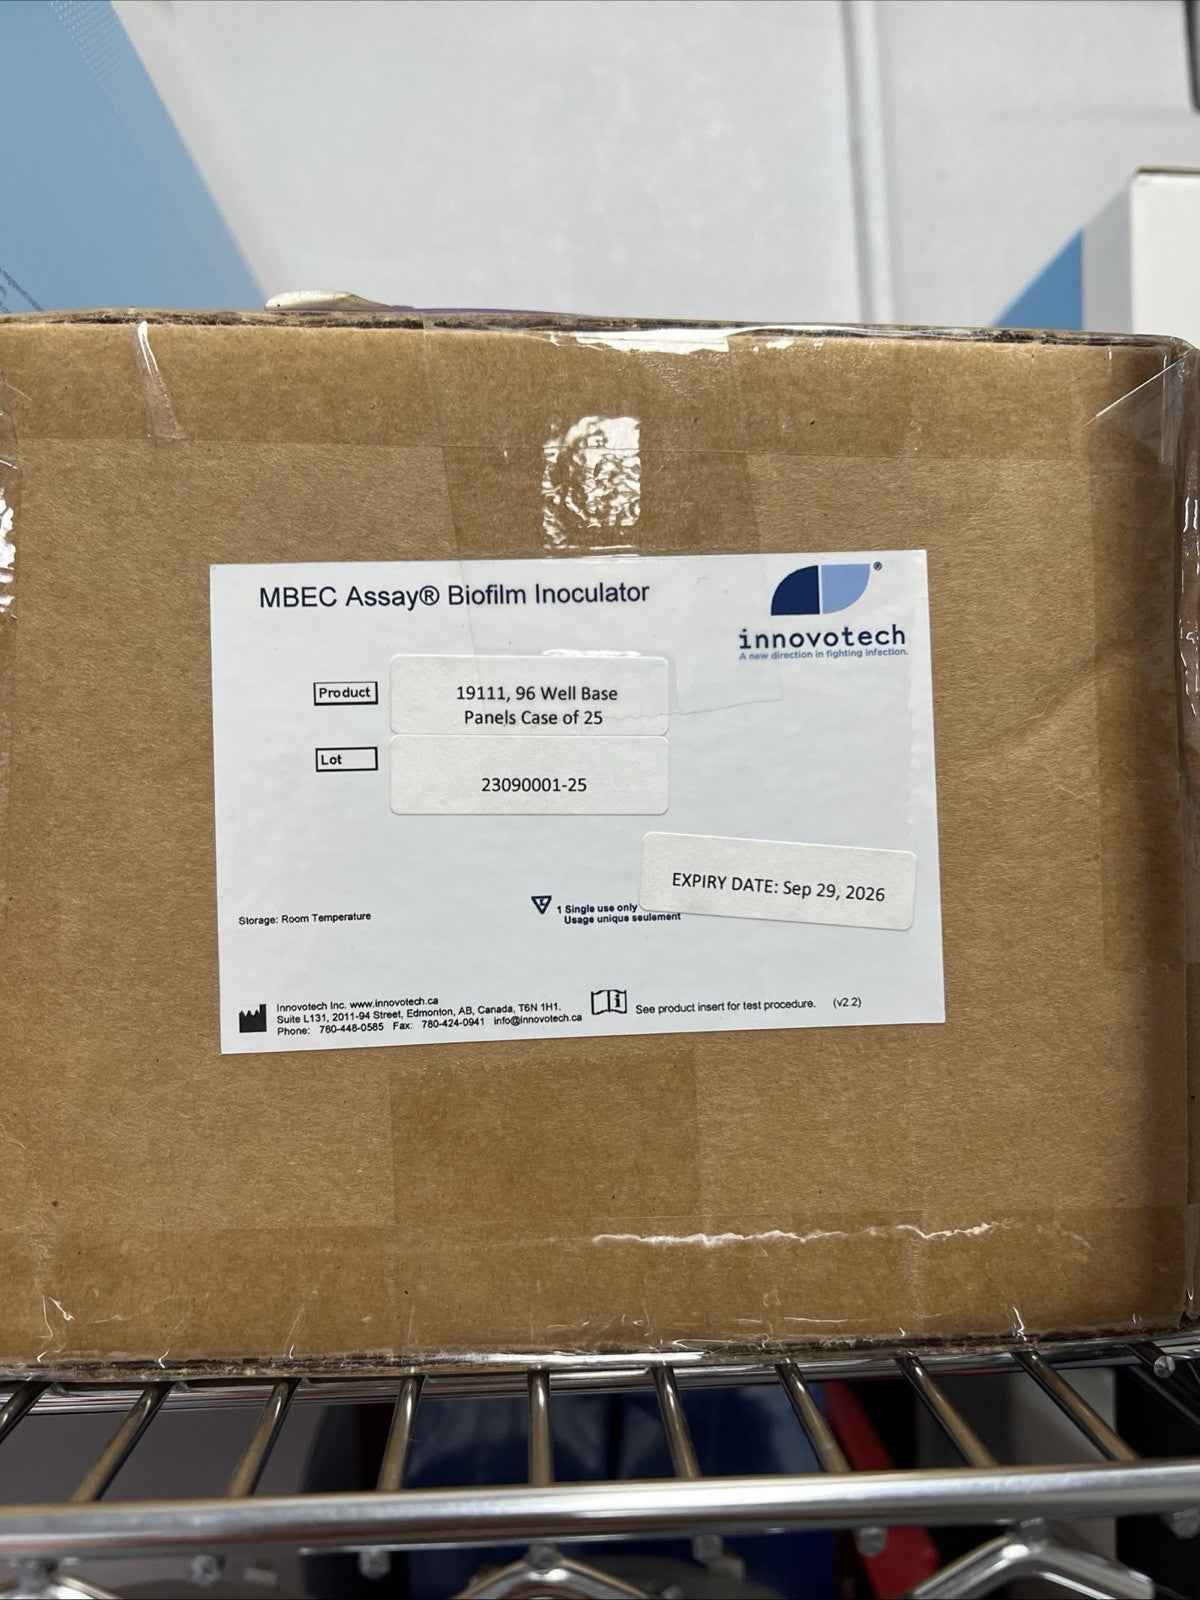 MBEC Assay® Biofilm Inoculator
®
innovotech
A new direction in fighting infection.
Product
19111, 96 Well Base
Panels Case of 25
Lot
23090001-25
EXPIRY DATE: Sep 29, 2026
Storage: Room Temperature
1 Single use only
Usage unique seulement
Innovotech Inc. www.innovotech.ca
Suite L131, 2011-94 Street, Edmonton, AB, Canada, T6N 1H1.
Phone: 780-448-0585 Fax: 780-424-0941 info@innovotech.ca
See product insert for test procedure. (v2.2)